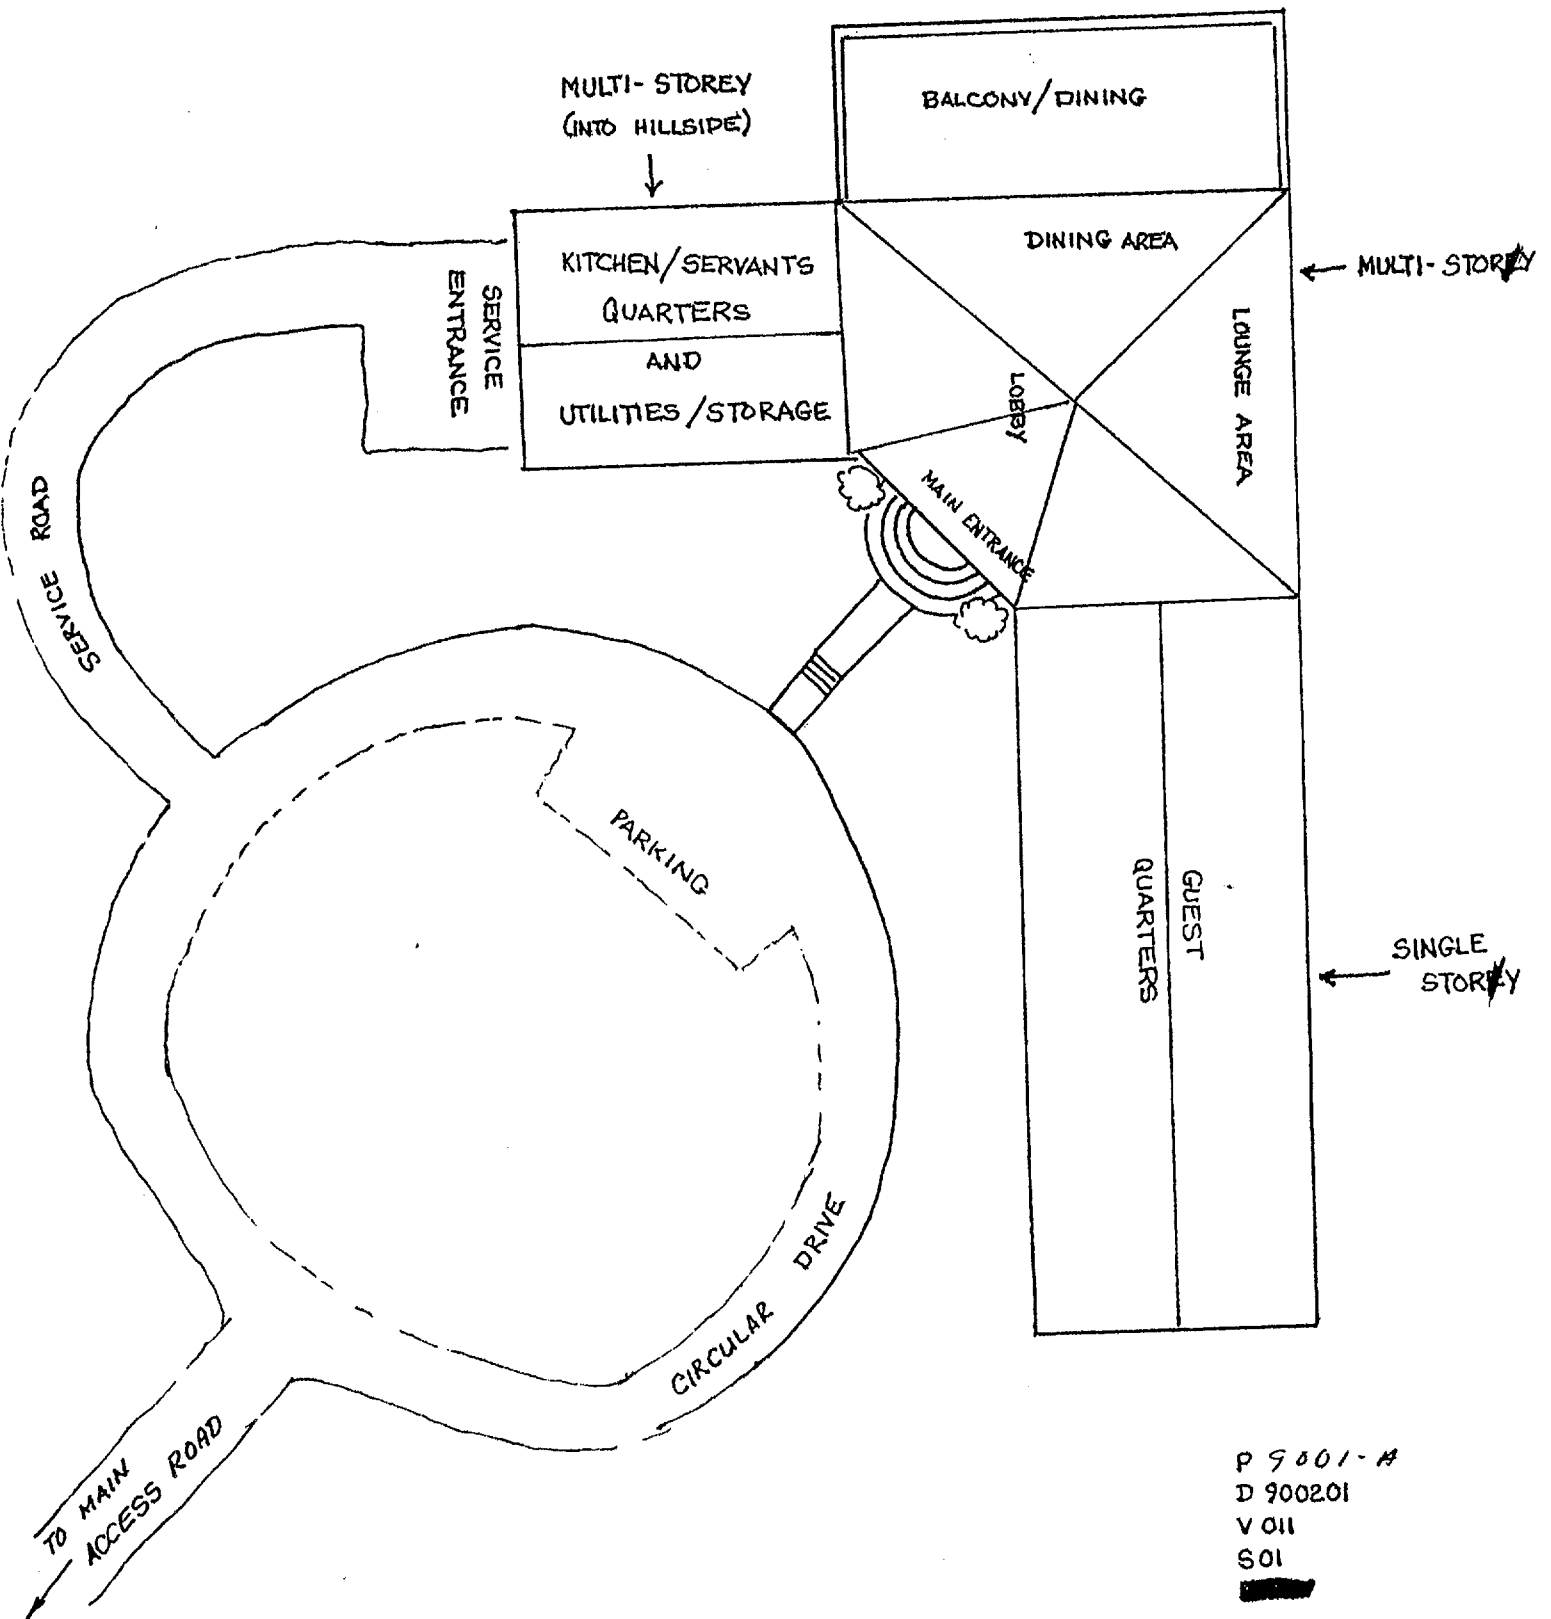 MULTI-STOREY
(INTO HILLSIDE)
BALCONY/DINING
DINING AREA
MULTI-STOREY
KITCHEN/SERVANTS
QUARTERS
AND
UTILITIES/STORAGE
SERVICE
ENTRANCE
LOUNGE AREA
LOBBY
MAIN ENTRANCE
SERVICE ROAD
PARKING
GUEST
QUARTERS
SINGLE
STOREY
CIRCULAR DRIVE
TO MAIN
ACCESS ROAD
P 9001-A
D 900201
V 011
S 01